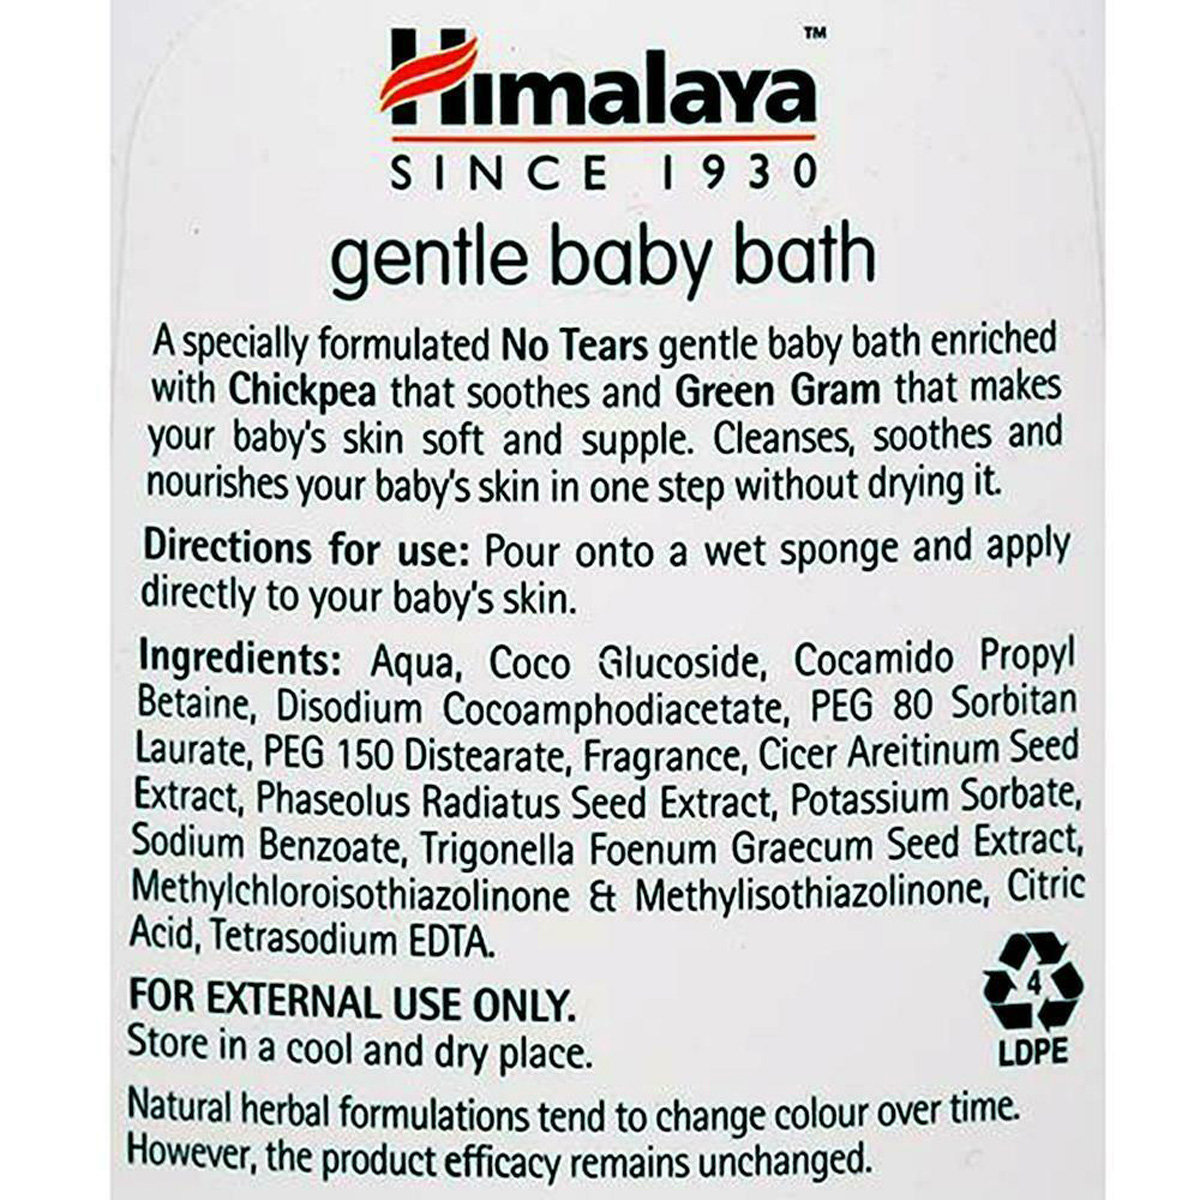 Himalaya™
SINCE 1930
gentle baby bath
A specially formulated No Tears gentle baby bath enriched
with Chickpea that soothes and Green Gram that makes
your baby's skin soft and supple. Cleanses, soothes and
nourishes your baby's skin in one step without drying it.
Directions for use: Pour onto a wet sponge and apply
directly to your baby's skin.
Ingredients: Aqua, Coco Glucoside, Cocamido Propyl
Betaine, Disodium Cocoamphodiacetate, PEG 80 Sorbitan
Laurate, PEG 150 Distearate, Fragrance, Cicer Areitinum Seed
Extract, Phaseolus Radiatus Seed Extract, Potassium Sorbate,
Sodium Benzoate, Trigonella Foenum Graecum Seed Extract,
Methylchloroisothiazolinone & Methylisothiazolinone, Citric
Acid, Tetrasodium EDTA.
FOR EXTERNAL USE ONLY.
Store in a cool and dry place.
4
LDPE
Natural herbal formulations tend to change colour over time.
However, the product efficacy remains unchanged.